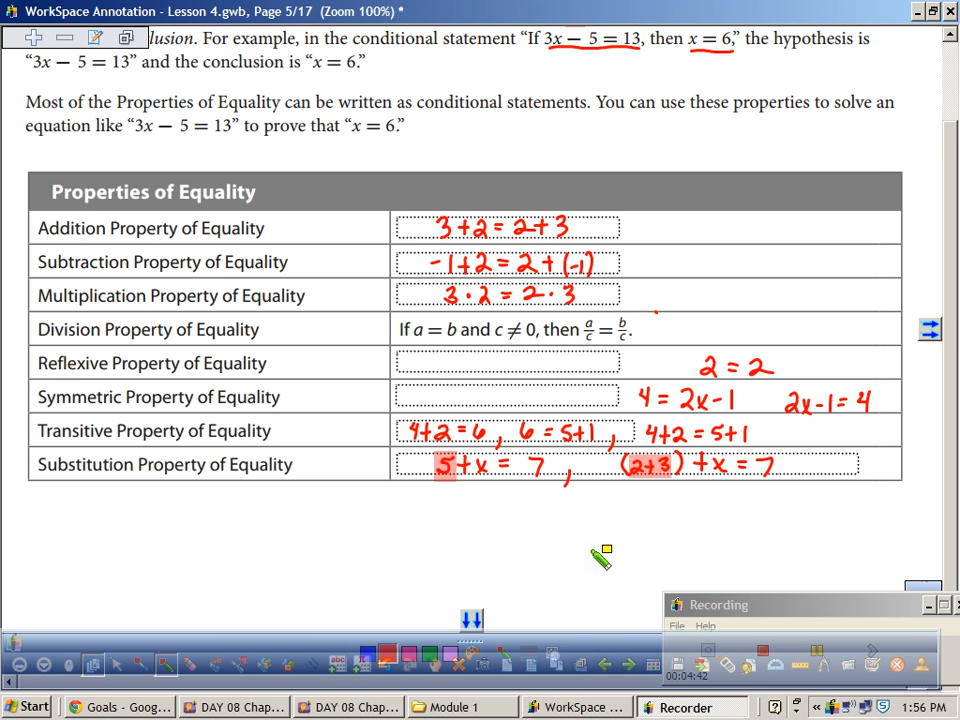 WorkSpace Annotation - Lesson 4.gwb, Page 5/17 (Zoom 100%) *
lusion. For example, in the conditional statement “If 3x − 5 = 13, then x = 6,” the hypothesis is
“3x − 5 = 13” and the conclusion is “x = 6.”
Most of the Properties of Equality can be written as conditional statements. You can use these properties to solve an
equation like “3x − 5 = 13” to prove that “x = 6.”
Properties of Equality
Addition Property of Equality 3 + 2 = 2 + 3
Subtraction Property of Equality -1 + 2 = 2 + (-1)
Multiplication Property of Equality 3 · 2 = 2 · 3
Division Property of Equality If a = b and c ≠ 0, then a/c = b/c.
Reflexive Property of Equality 2 = 2
Symmetric Property of Equality 4 = 2x - 1 2x - 1 = 4
Transitive Property of Equality 4+2 = 6 , 6 = 5+1 , 4+2 = 5+1
Substitution Property of Equality 5 + x = 7 , (2+3) + x = 7
Recording
File Help
00:04:42
Start Goals - Goog... DAY 08 Chap... DAY 08 Chap... Module 1 WorkSpace ... Recorder 1:56 PM